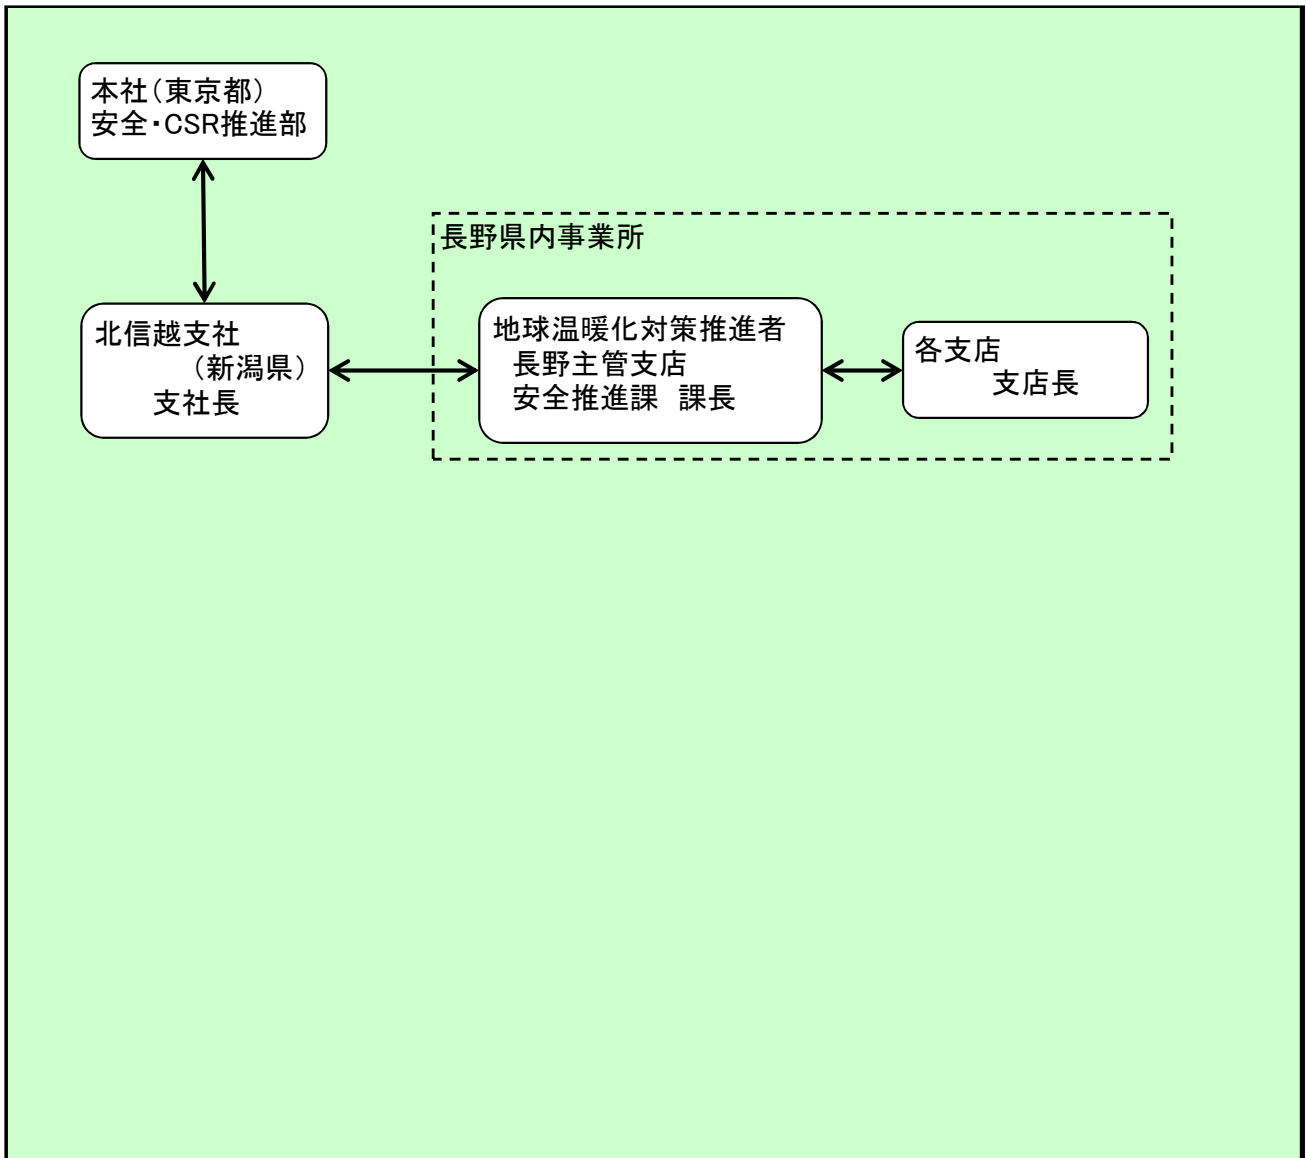 本社（東京都）
安全・CSR推進部
長野県内事業所
北信越支社
（新潟県）
支社長
地球温暖化対策推進者
長野主管支店
安全推進課　課長
各支店
支店長